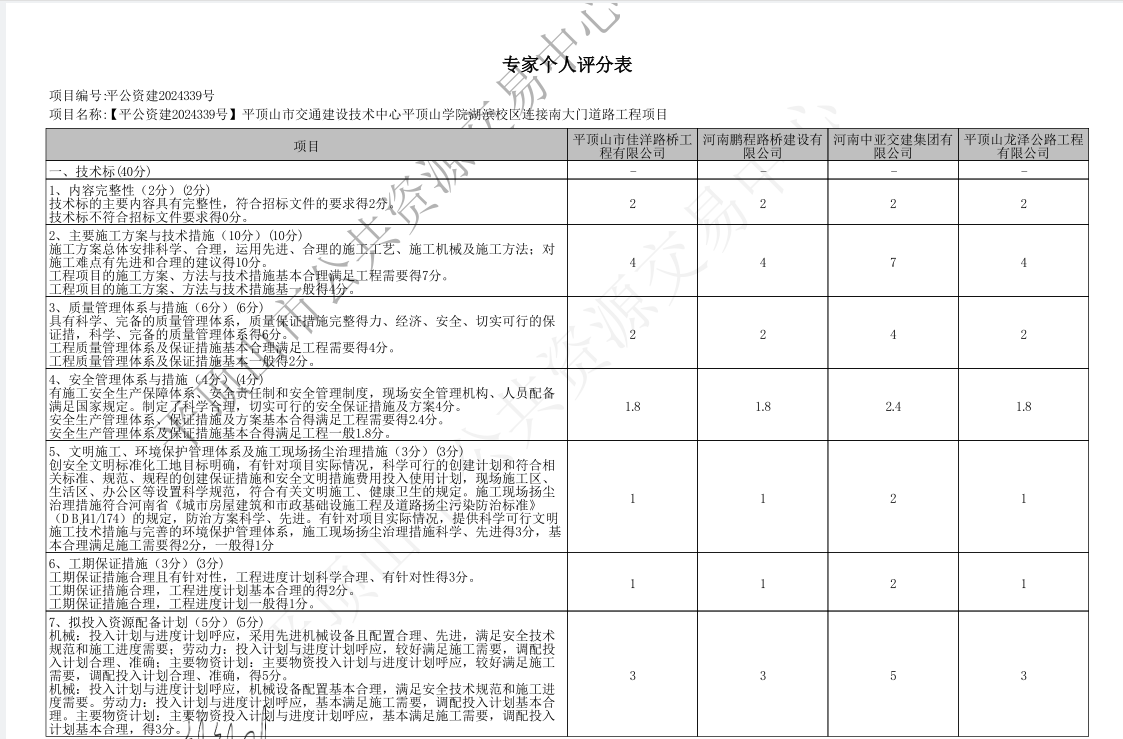 专家个人评分表
项目编号:平公资建2024339号
项目名称:【平公资建2024339号】平顶山市交通建设技术中心平顶山学院湖滨校区连接南大门道路工程项目
项目 平顶山市佳洋路桥工程有限公司 河南鹏程路桥建设有限公司 河南中亚交建集团有限公司 平顶山龙泽公路工程有限公司
一、技术标(40分) - - - -
1、内容完整性（2分）(2分)
技术标的主要内容具有完整性，符合招标文件的要求得2分。
技术标不符合招标文件要求得0分。
2 2 2 2
2、主要施工方案与技术措施（10分）(10分)
施工方案总体安排科学、合理，运用先进、合理的施工工艺、施工机械及施工方法；对
施工难点有先进和合理的建议得10分。
工程项目的施工方案、方法与技术措施基本合理满足工程需要得7分。
工程项目的施工方案、方法与技术措施基一般得4分。
4 4 7 4
3、质量管理体系与措施（6分）(6分)
具有科学、完备的质量管理体系，质量保证措施完整得力、经济、安全、切实可行的保
证措，科学、完备的质量管理体系得6分。
工程质量管理体系及保证措施基本合理满足工程需要得4分。
工程质量管理体系及保证措施基本一般得2分。
2 2 4 2
4、安全管理体系与措施（4分）(4分)
有施工安全生产保障体系、安全责任制和安全管理制度，现场安全管理机构、人员配备
满足国家规定。制定了科学合理，切实可行的安全保证措施及方案4分。
安全生产管理体系，保证措施及方案基本合得满足工程需要得2.4分。
安全生产管理体系及保证措施基本合得满足工程一般1.8分。
1.8 1.8 2.4 1.8
5、文明施工、环境保护管理体系及施工现场扬尘治理措施（3分）(3分)
创安全文明标准化工地目标明确，有针对项目实际情况，科学可行的创建计划和符合相
关标准、规范、规程的创建保证措施和安全文明措施费用投入使用计划，现场施工区、
生活区、办公区等设置科学规范，符合有关文明施工、健康卫生的规定。施工现场扬尘
治理措施符合河南省《城市房屋建筑和市政基础设施工程及道路扬尘污染防治标准》
（DBJ41/174）的规定，防治方案科学、先进。有针对项目实际情况，提供科学可行文明
施工技术措施与完善的环境保护管理体系，施工现场扬尘治理措施科学、先进得3分，基
本合理满足施工需要得2分，一般得1分
1 1 2 1
6、工期保证措施（3分）(3分)
工期保证措施合理且有针对性，工程进度计划科学合理、有针对性得3分。
工期保证措施合理，工程进度计划基本合理的得2分。
工期保证措施合理，工程进度计划一般得1分。
1 1 2 1
7、拟投入资源配备计划（5分）(5分)
机械：投入计划与进度计划呼应，采用先进机械设备且配置合理、先进，满足安全技术
规范和施工进度需要；劳动力：投入计划与进度计划呼应，较好满足施工需要，调配投
入计划合理、准确；主要物资计划：主要物资投入计划与进度计划呼应，较好满足施工
需要，调配投入计划合理、准确，得5分。
机械：投入计划与进度计划呼应，机械设备配置基本合理，满足安全技术规范和施工进
度需要。劳动力：投入计划与进度计划呼应，基本满足施工需要，调配投入计划基本合
理。主要物资计划：主要物资投入计划与进度计划呼应，基本满足施工需要，调配投入
计划基本合理，得3分。
3 3 5 3
平顶山市公共资源交易中心
平顶山市公共资源交易中心